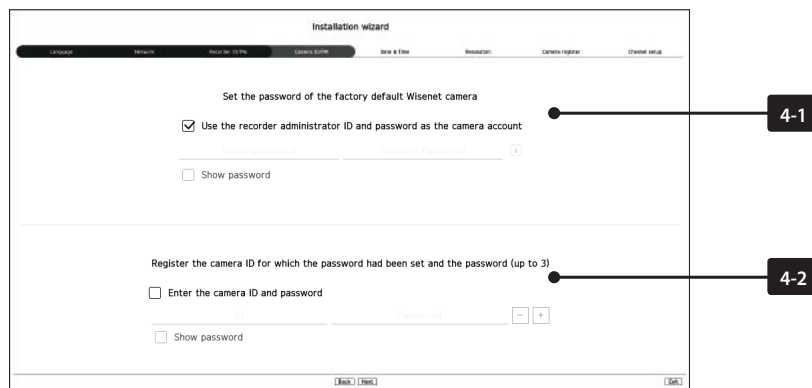 Installation wizard
Language Network Recorder ID/PW Camera ID/PW Date & Time Resolution Camera register Channel setup
Set the password of the factory default Wisenet camera
4-1
Use the recorder administrator ID and password as the camera account
Initial password Confirm Password
Show password
Register the camera ID for which the password had been set and the password (up to 3)
4-2
Enter the camera ID and password
ID Password − +
Show password
Back Next Exit